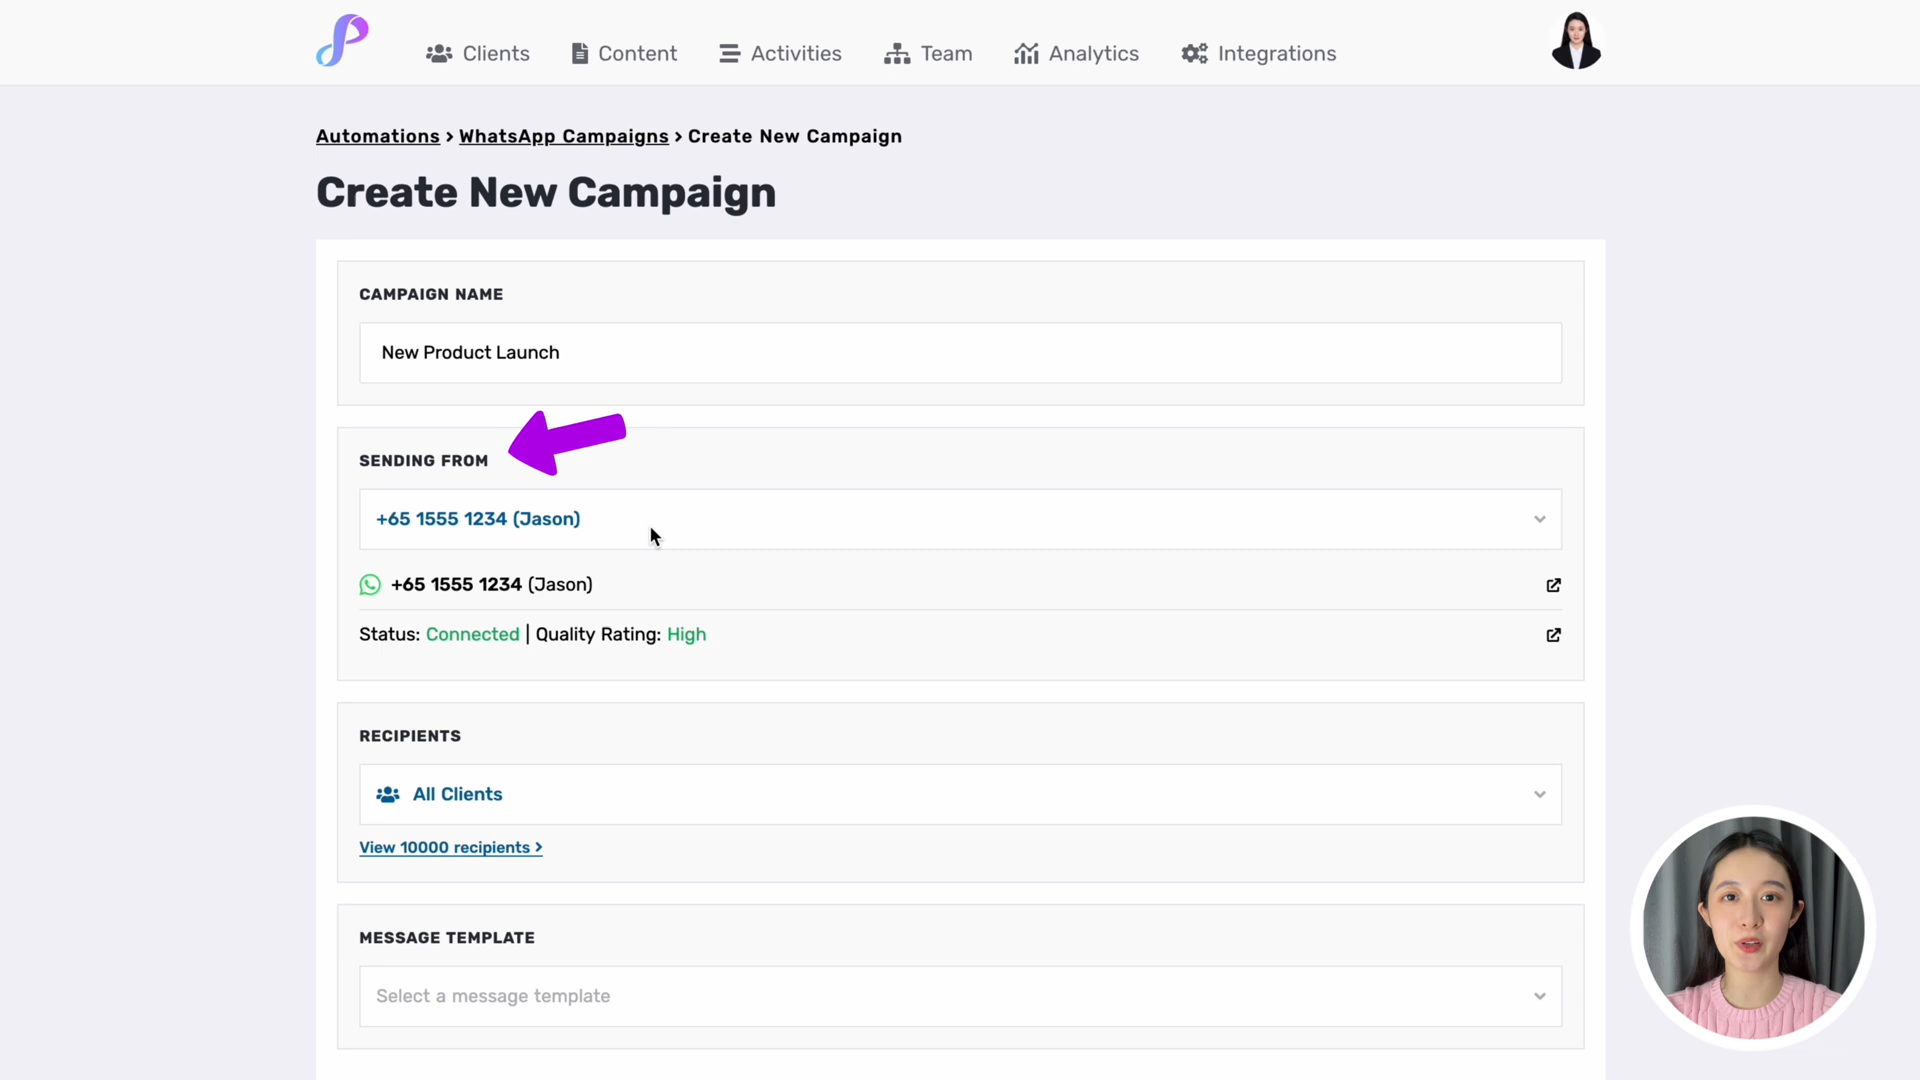 Clients
Content
Activities
Team
Analytics
Integrations
Automations > WhatsApp Campaigns > Create New Campaign
Create New Campaign
CAMPAIGN NAME
New Product Launch
SENDING FROM
+65 1555 1234 (Jason)
+65 1555 1234 (Jason)
Status: Connected | Quality Rating: High
RECIPIENTS
All Clients
View 10000 recipients >
MESSAGE TEMPLATE
Select a message template